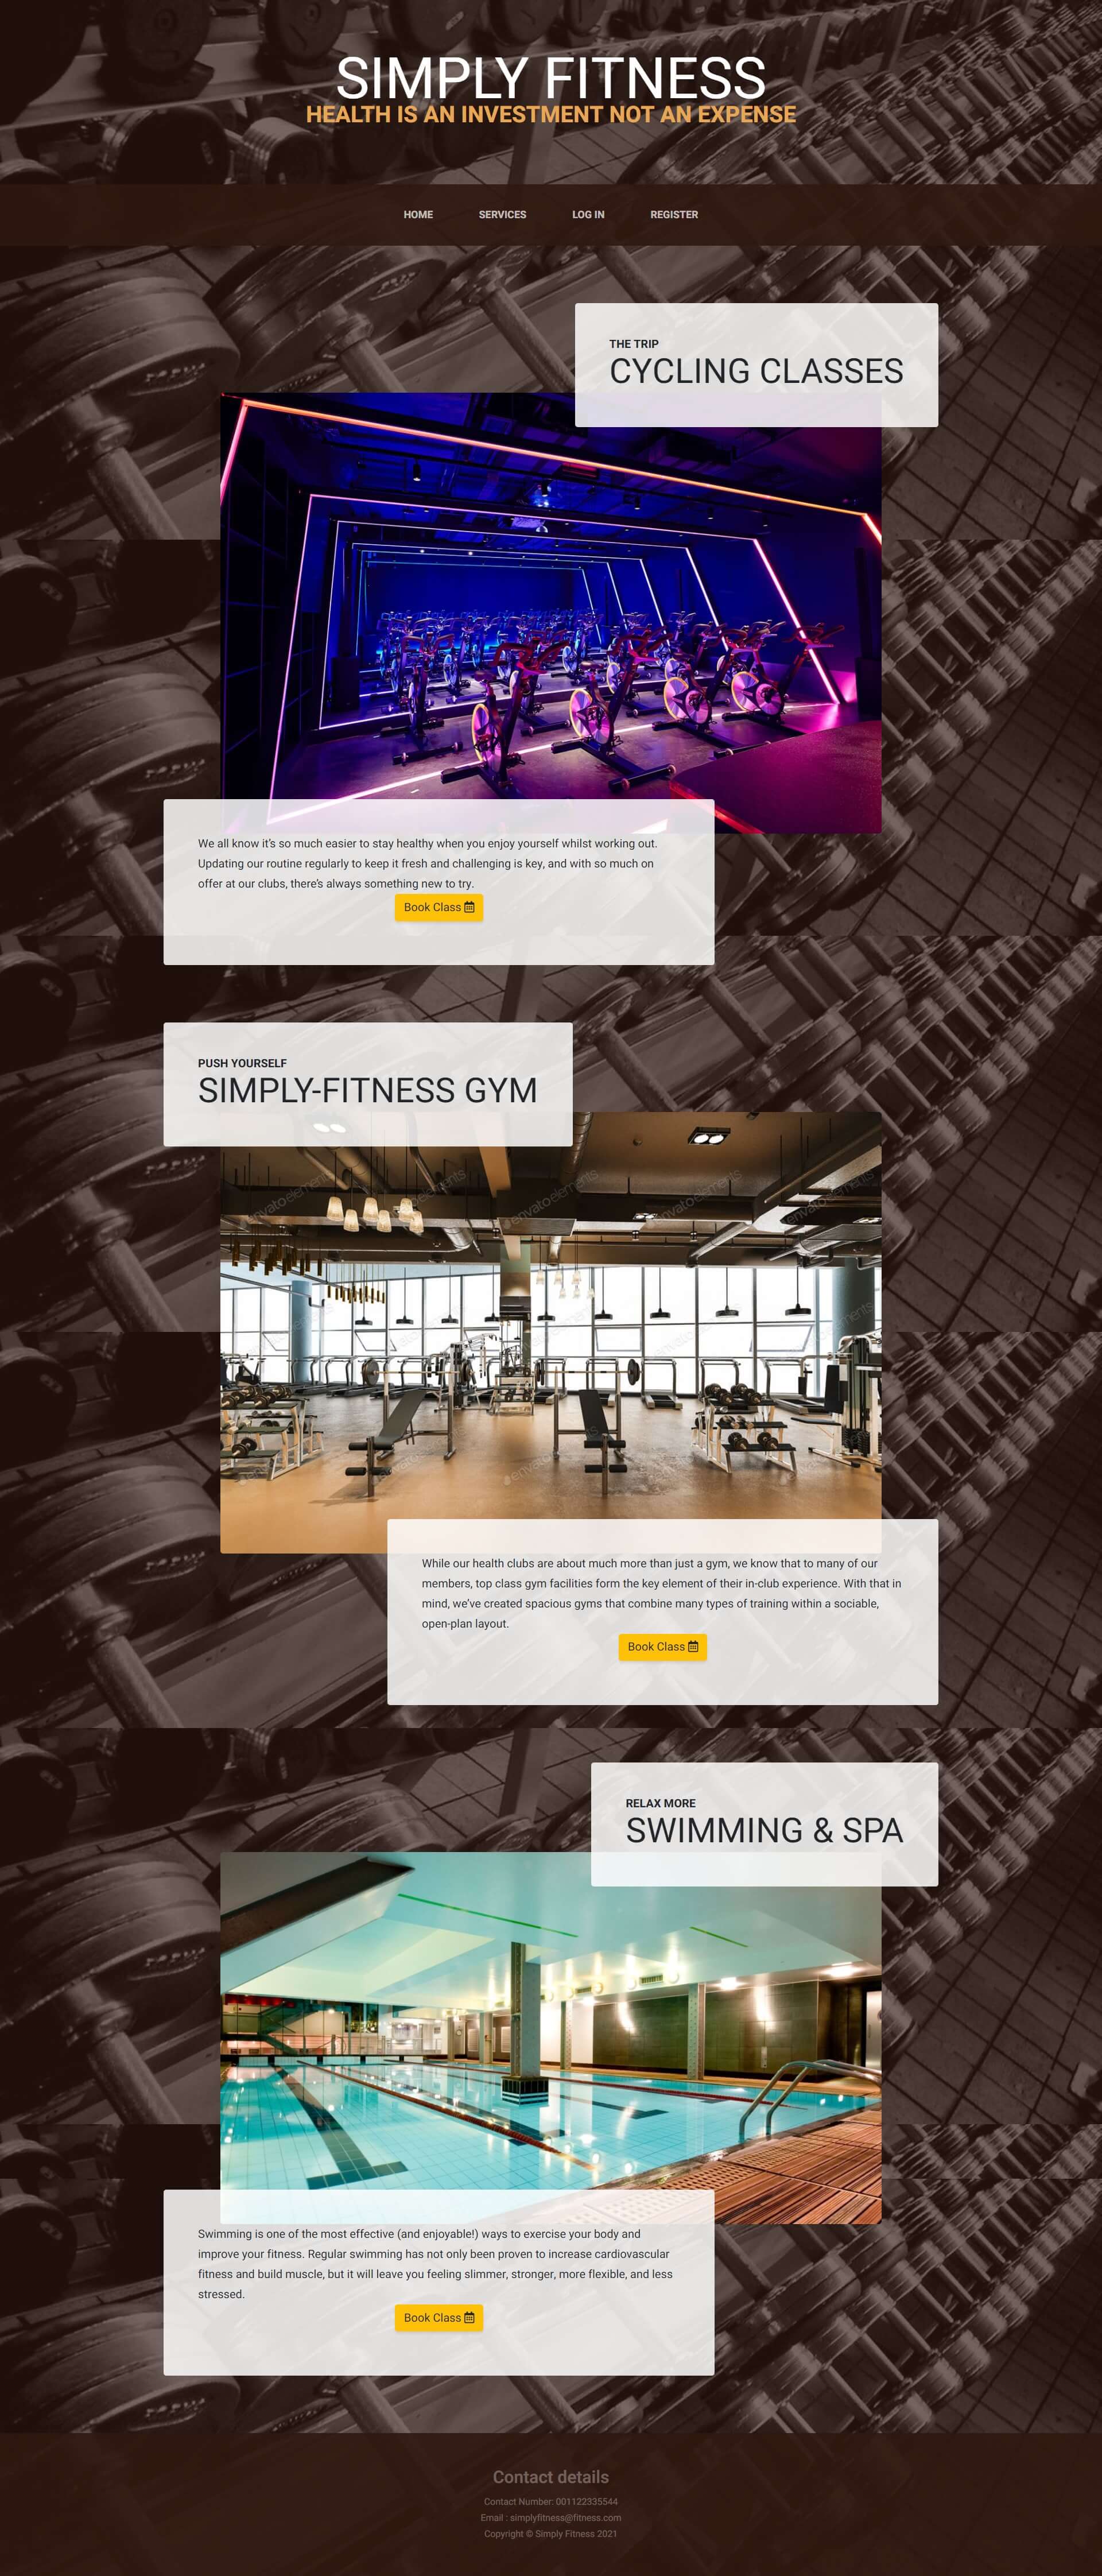 SIMPLY FITNESS
HEALTH IS AN INVESTMENT NOT AN EXPENSE
HOME SERVICES LOG IN REGISTER
THE TRIP
CYCLING CLASSES
We all know it's so much easier to stay healthy when you enjoy yourself whilst working out.
Updating our routine regularly to keep it fresh and challenging is key, and with so much on
offer at our clubs, there's always something new to try.
Book Class
PUSH YOURSELF
SIMPLY-FITNESS GYM
envatoelements
While our health clubs are about much more than just a gym, we know that to many of our
members, top class gym facilities form the key element of their in-club experience. With that in
mind, we've created spacious gyms that combine many types of training within a sociable,
open-plan layout.
Book Class
RELAX MORE
SWIMMING & SPA
Swimming is one of the most effective (and enjoyable!) ways to exercise your body and
improve your fitness. Regular swimming has not only been proven to increase cardiovascular
fitness and build muscle, but it will leave you feeling slimmer, stronger, more flexible, and less
stressed.
Book Class
Contact details
Contact Number: 001122335544
Email : simplyfitness@fitness.com
Copyright © Simply Fitness 2021